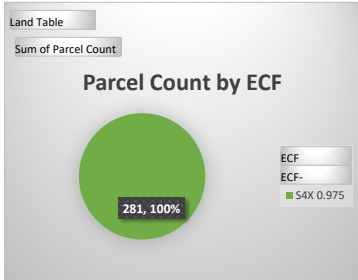 Land Table
Sum of Parcel Count
Parcel Count by ECF
281, 100%
ECF
ECF-
S4X 0.975